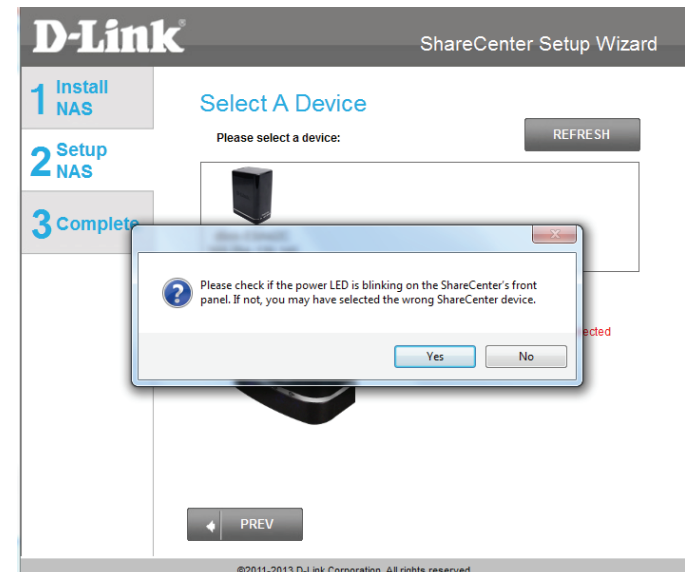 D-Link®
ShareCenter Setup Wizard
1 Install
NAS
2 Setup
NAS
3 Complete
Select A Device
Please select a device:
REFRESH
Please check if the power LED is blinking on the ShareCenter's front
panel. If not, you may have selected the wrong ShareCenter device.
ected
Yes
No
PREV
©2011-2013 D-Link Corporation. All rights reserved